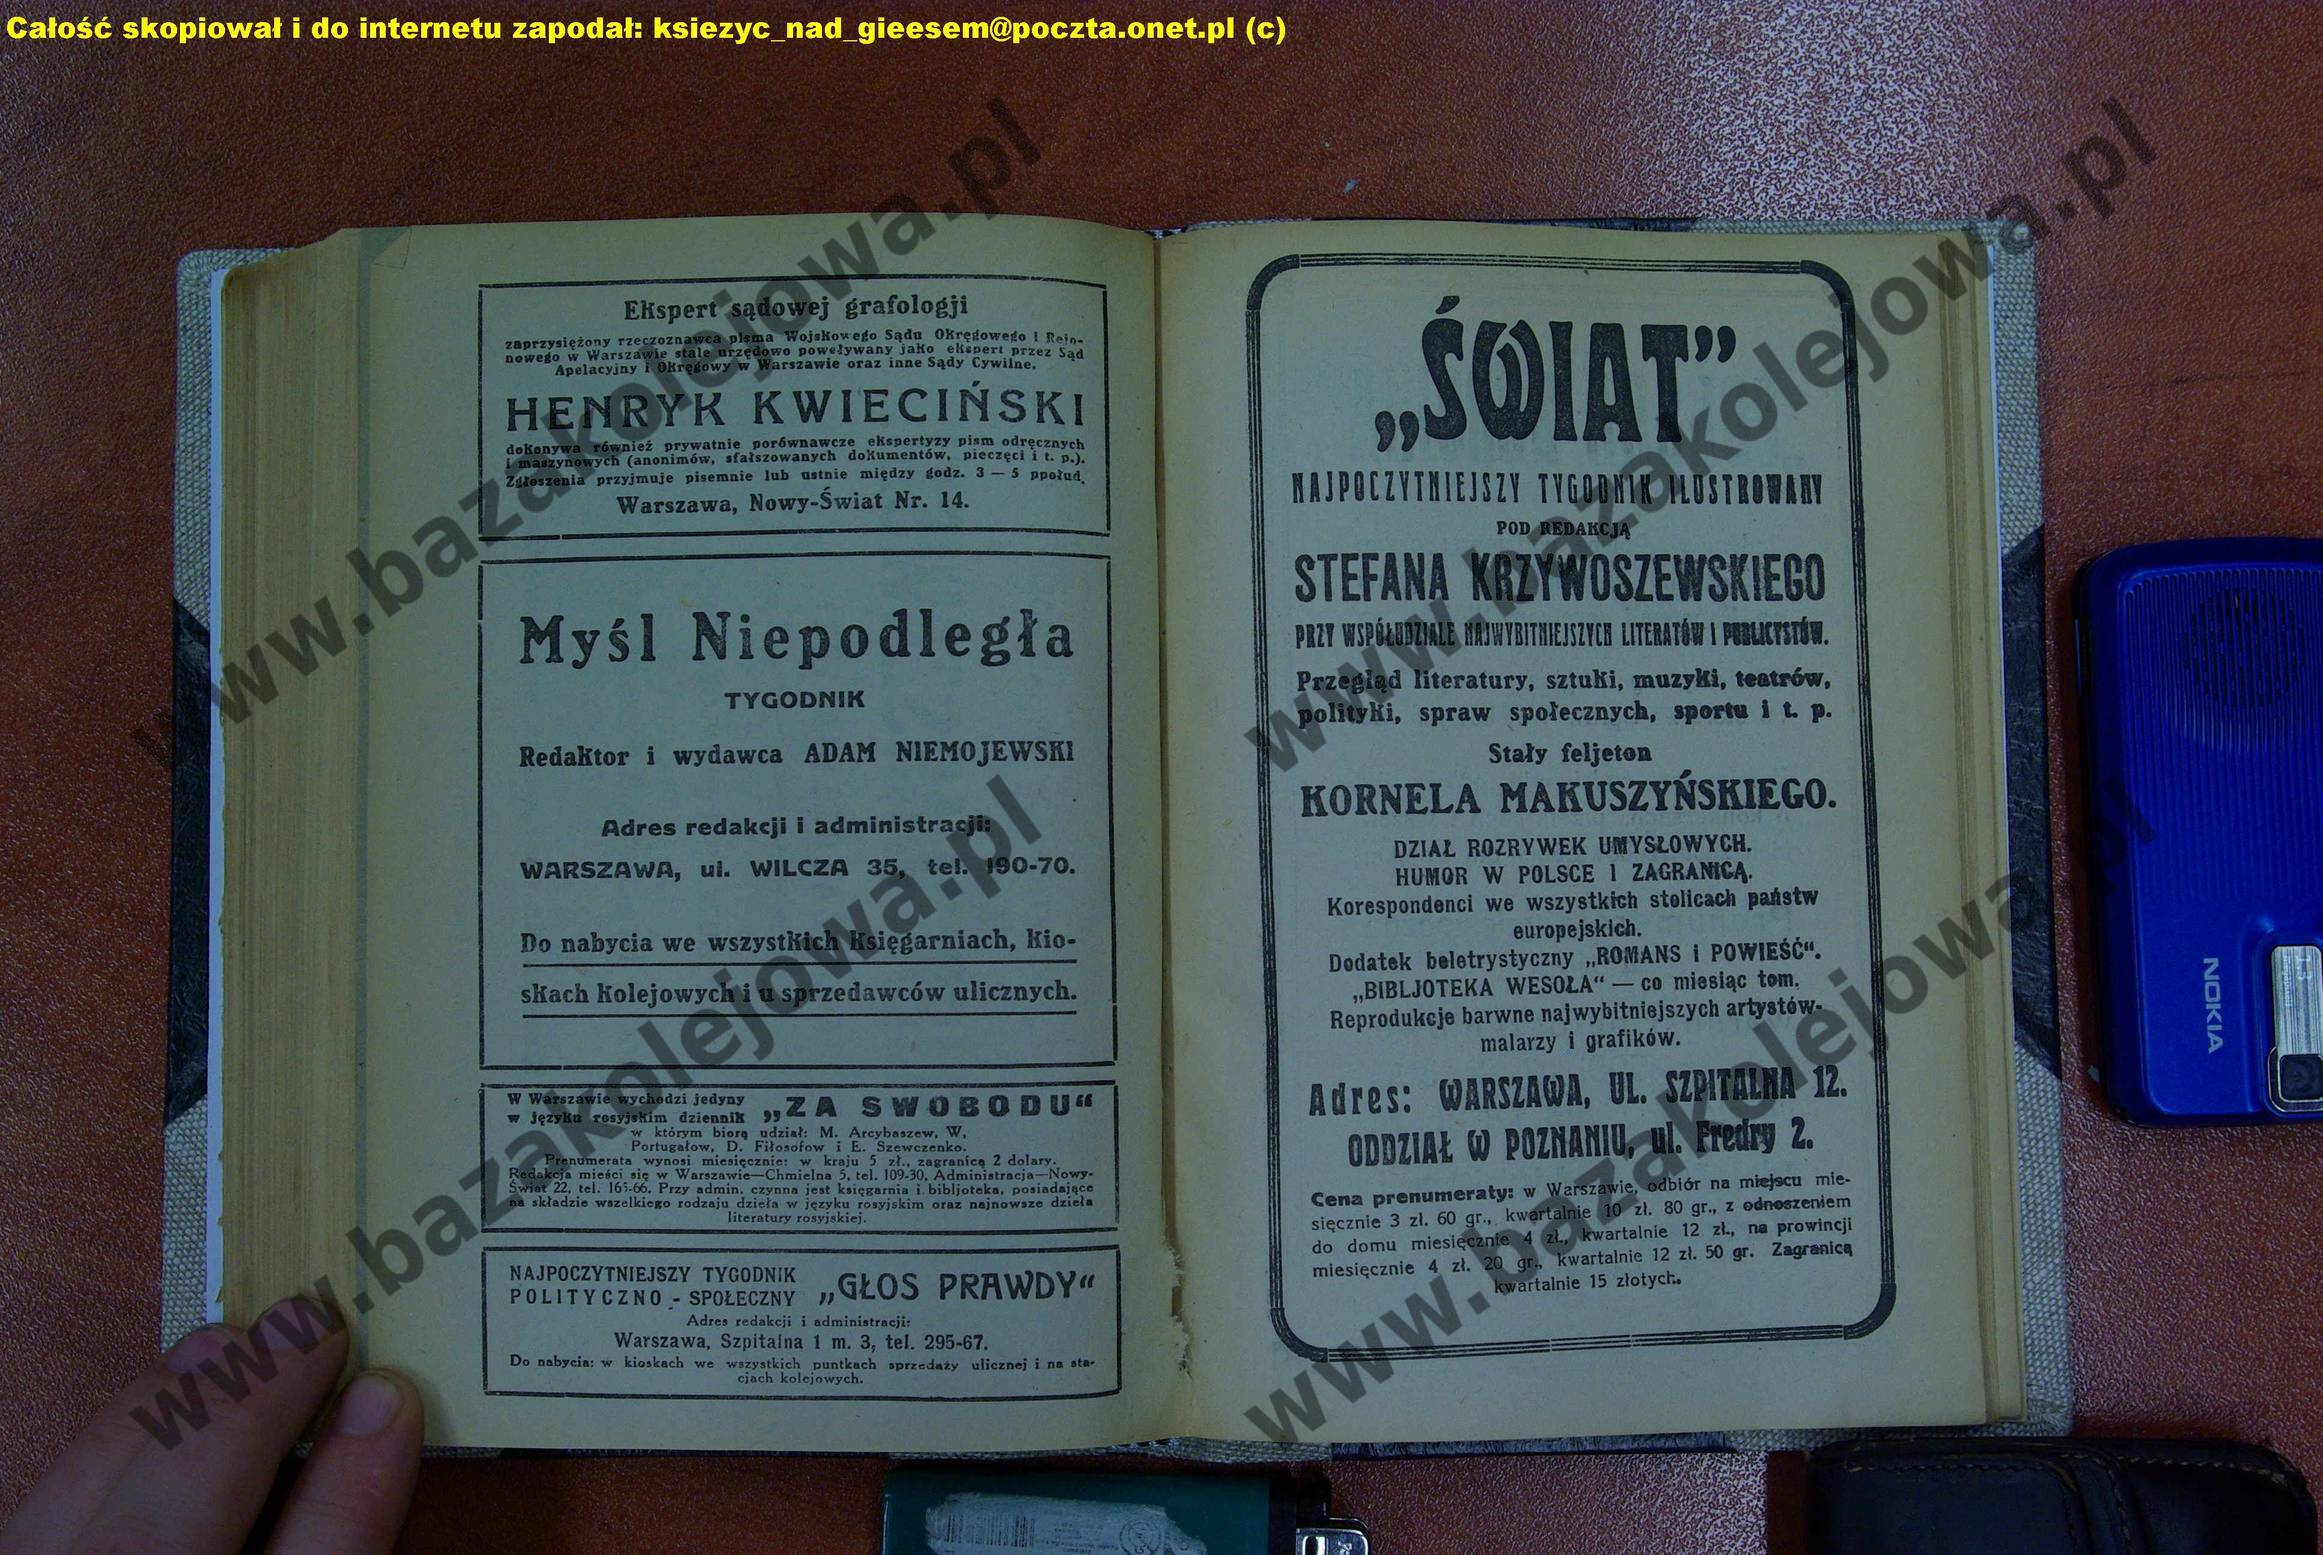 Całość skopiował i do internetu zapodał: ksiezyc_nad_gieesem@poczta.onet.pl (c)
Ekspert sądowej grafologji
zaprzysiężony rzeczoznawca pisma Wojskowego Sądu Okręgowego i Rejo-
nowego w Warszawie stale urzędowo powoływany jako ekspert przez Sąd
Apelacyjny i Okręgowy w Warszawie oraz inne Sądy Cywilne.
HENRYK KWIECIŃSKI
dokonywa również prywatnie porównawcze ekspertyzy pism odręcznych
i maszynowych (anonimów, sfałszowanych dokumentów, pieczęci i t. p.).
Zgłoszenia przyjmuje pisemnie lub ustnie między godz. 3 — 5 ppołud.
Warszawa, Nowy-Świat Nr. 14.
Myśl Niepodległa
TYGODNIK
Redaktor i wydawca ADAM NIEMOJEWSKI
Adres redakcji i administracji:
WARSZAWA, ul. WILCZA 35, tel. 190-70.
Do nabycia we wszystkich księgarniach, kio-
skach kolejowych i u sprzedawców ulicznych.
W Warszawie wychodzi jedyny
w języku rosyjskim dziennik „ZA SWOBODU“
w którym biorą udział: M. Arcybaszew, W.
Portugałow, D. Fiłosofow i E. Szewczenko.
Prenumerata wynosi miesięcznie: w kraju 5 zł., zagranicą 2 dolary.
Redakcja mieści się w Warszawie—Chmielna 5, tel. 109-30, Administracja—Nowy-
Świat 22, tel. 165-66. Przy admin. czynna jest księgarnia i bibljoteka, posiadające
na składzie wszelkiego rodzaju dzieła w języku rosyjskim oraz najnowsze dzieła
literatury rosyjskiej.
NAJPOCZYTNIEJSZY TYGODNIK
POLITYCZNO - SPOŁECZNY „GŁOS PRAWDY“
Adres redakcji i administracji:
Warszawa, Szpitalna 1 m. 3, tel. 295-67.
Do nabycia: w kioskach we wszystkich punktach sprzedaży ulicznej i na sta-
cjach kolejowych.
„ŚWIAT”
NAJPOCZYTNIEJSZY TYGODNIK ILUSTROWANY
POD REDAKCJĄ
STEFANA KRZYWOSZEWSKIEGO
PRZY WSPÓŁUDZIALE NAJWYBITNIEJSZYCH LITERATÓW I PUBLICYSTÓW.
Przegląd literatury, sztuki, muzyki, teatrów,
polityki, spraw społecznych, sportu i t. p.
Stały feljeton
KORNELA MAKUSZYŃSKIEGO.
DZIAŁ ROZRYWEK UMYSŁOWYCH.
HUMOR W POLSCE I ZAGRANICĄ.
Korespondenci we wszystkich stolicach państw
europejskich.
Dodatek beletrystyczny „ROMANS i POWIEŚĆ“.
„BIBLJOTEKA WESOŁA“ — co miesiąc tom.
Reprodukcje barwne najwybitniejszych artystów-
malarzy i grafików.
Adres: WARSZAWA, UL. SZPITALNA 12.
ODDZIAŁ W POZNANIU, ul. Fredry 2.
Cena prenumeraty: w Warszawie, odbiór na miejscu mie-
sięcznie 3 zł. 60 gr., kwartalnie 10 zł. 80 gr., z odnoszeniem
do domu miesięcznie 4 zł., kwartalnie 12 zł., na prowincji
miesięcznie 4 zł. 20 gr., kwartalnie 12 zł. 50 gr. Zagranicą
kwartalnie 15 złotych.
NOKIA
www.bazakolejowa.pl
www.bazakolejowa.pl
www.bazakolejowa.pl
www.bazakolejowa.pl